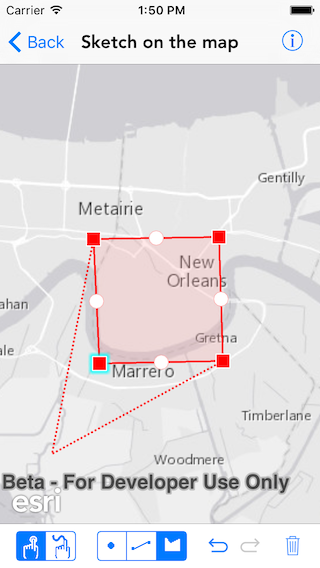 Carrier 1:50 PM
Back Sketch on the map
Gentilly
Metairie
New
Orleans
ahan
Gretna
ale
Marrero
Timberlane
Woodmere
Beta - For Developer Use Only
esri